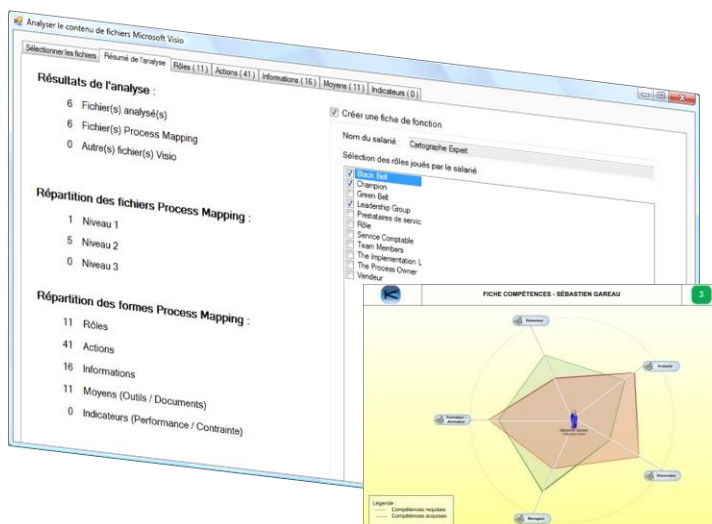 Analyser le contenu de fichiers Microsoft Visio
Sélectionner les fichiers
Résumé de l'analyse
Rôles ( 11 )
Actions ( 41 )
Informations ( 16 )
Moyens ( 11 )
Indicateurs ( 0 )
Résultats de l'analyse :
6 Fichier(s) analysé(s)
6 Fichier(s) Process Mapping
0 Autre(s) fichier(s) Visio
Répartition des fichiers Process Mapping :
1 Niveau 1
5 Niveau 2
0 Niveau 3
Répartition des formes Process Mapping :
11 Rôles
41 Actions
16 Informations
11 Moyens (Outils / Documents)
0 Indicateurs (Performance / Contrainte)
Créer une fiche de fonction
Nom du salarié : Cartographe Expert
Sélection des rôles joués par le salarié
Black Belt
Champion
Green Belt
Leadership Group
Prestataires de servic
Rôle
Service Comptable
Team Members
The Implementation L
The Process Owner
Vendeur
FICHE COMPÉTENCES - SÉBASTIEN GAREAU
3
Analyste
Formateur -
Animateur
Sébastien Gareau
Manager
Légende :
Compétences requises
Compétences acquises